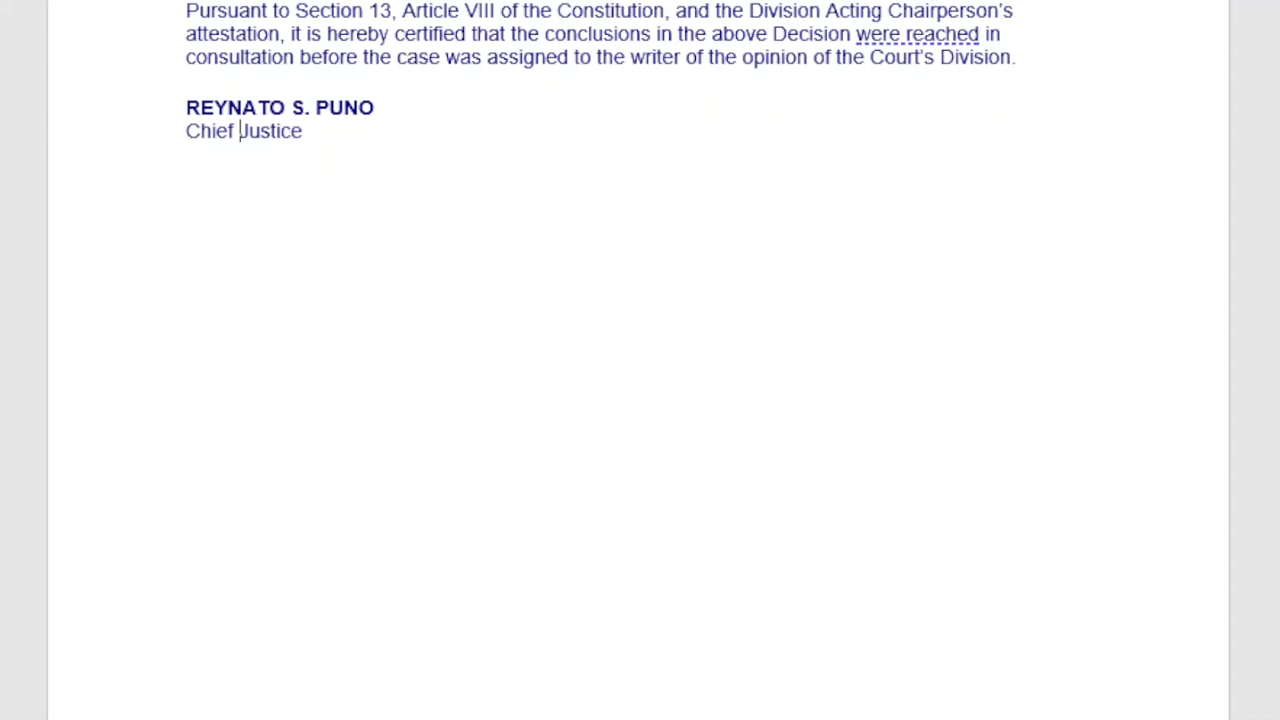 Pursuant to Section 13, Article VIII of the Constitution, and the Division Acting Chairperson’s
attestation, it is hereby certified that the conclusions in the above Decision were reached in
consultation before the case was assigned to the writer of the opinion of the Court’s Division.
REYNATO S. PUNO
Chief Justice